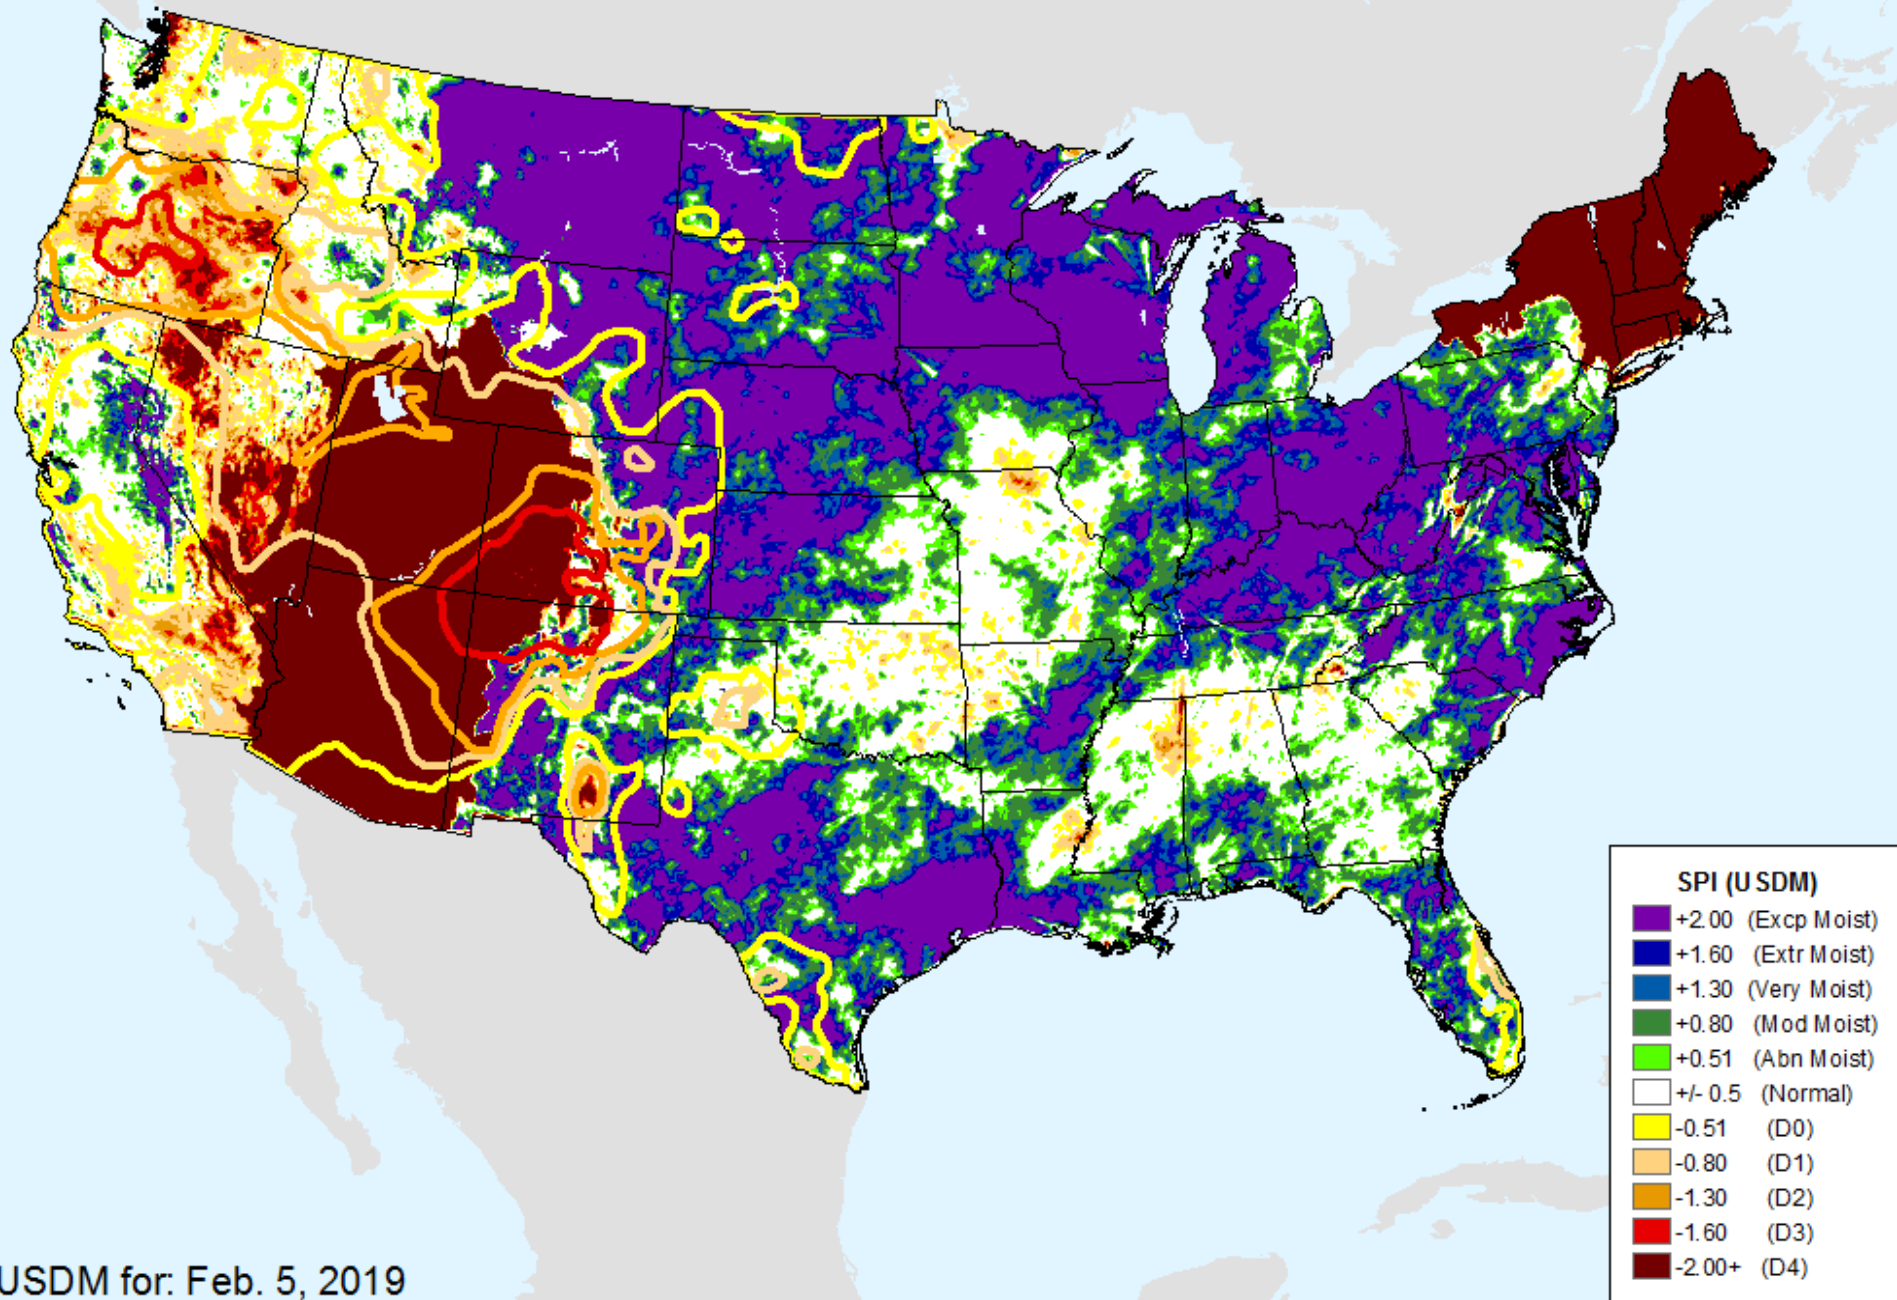 SPI (USDM)
+2.00 (Excp Moist)
+1.60 (Extr Moist)
+1.30 (Very Moist)
+0.80 (Mod Moist)
+0.51 (Abn Moist)
+/- 0.5 (Normal)
-0.51 (D0)
-0.80 (D1)
-1.30 (D2)
-1.60 (D3)
-2.00+ (D4)
USDM for: Feb. 5, 2019